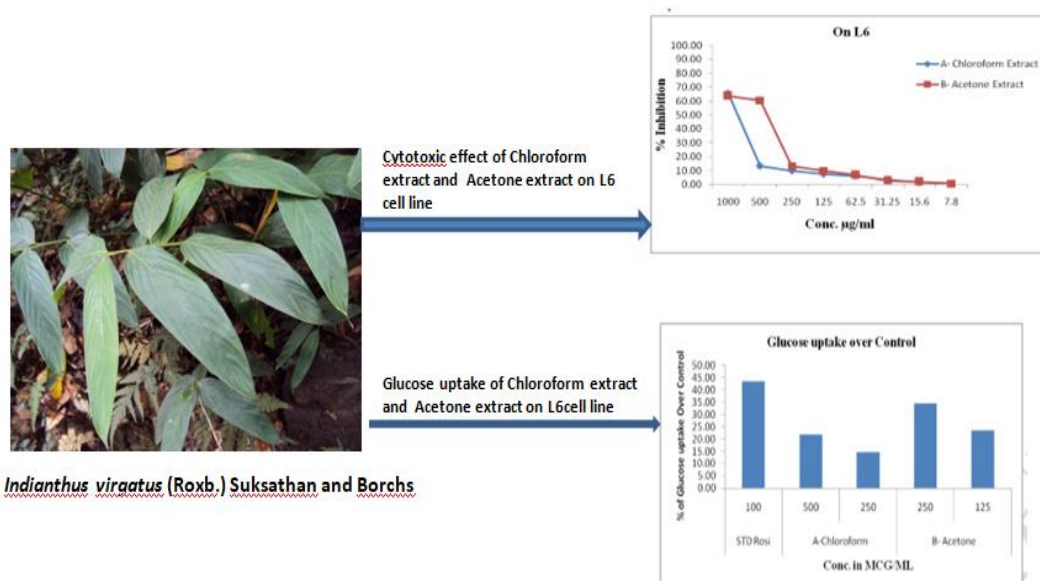 On L6
100.00
90.00
80.00
70.00
60.00
50.00
40.00
30.00
20.00
10.00
0.00
% Inhibition
A- Chloroform Extract
B- Acetone Extract
1000 500 250 125 62.5 31.25 15.6 7.8
Conc. µg/ml
Cytotoxic effect of Chloroform
extract and Acetone extract on L6
cell line
Glucose uptake of Chloroform extract
and Acetone extract on L6cell line
Indianthus virgatus (Roxb.) Suksathan and Borchs
Glucose uptake over Control
% of Glucose uptake Over Control
50.00
45.00
40.00
35.00
30.00
25.00
20.00
15.00
10.00
5.00
0.00
100 500 250 250 125
STD Rosi A-Chloroform B- Acetone
Conc. in MCG/ML